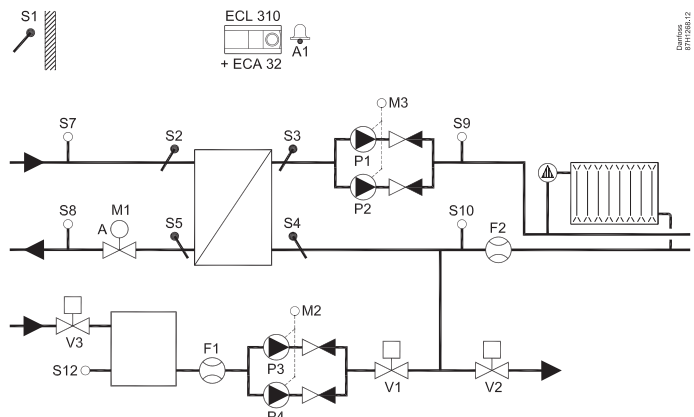 S1
ECL 310
A1
+ ECA 32
Danfoss
87H1268.12
M3
S7
S2
S3
S9
P1
P2
S8
M1
A
S5
S4
S10
F2
M2
V3
F1
S12
P3
V1
V2
P4